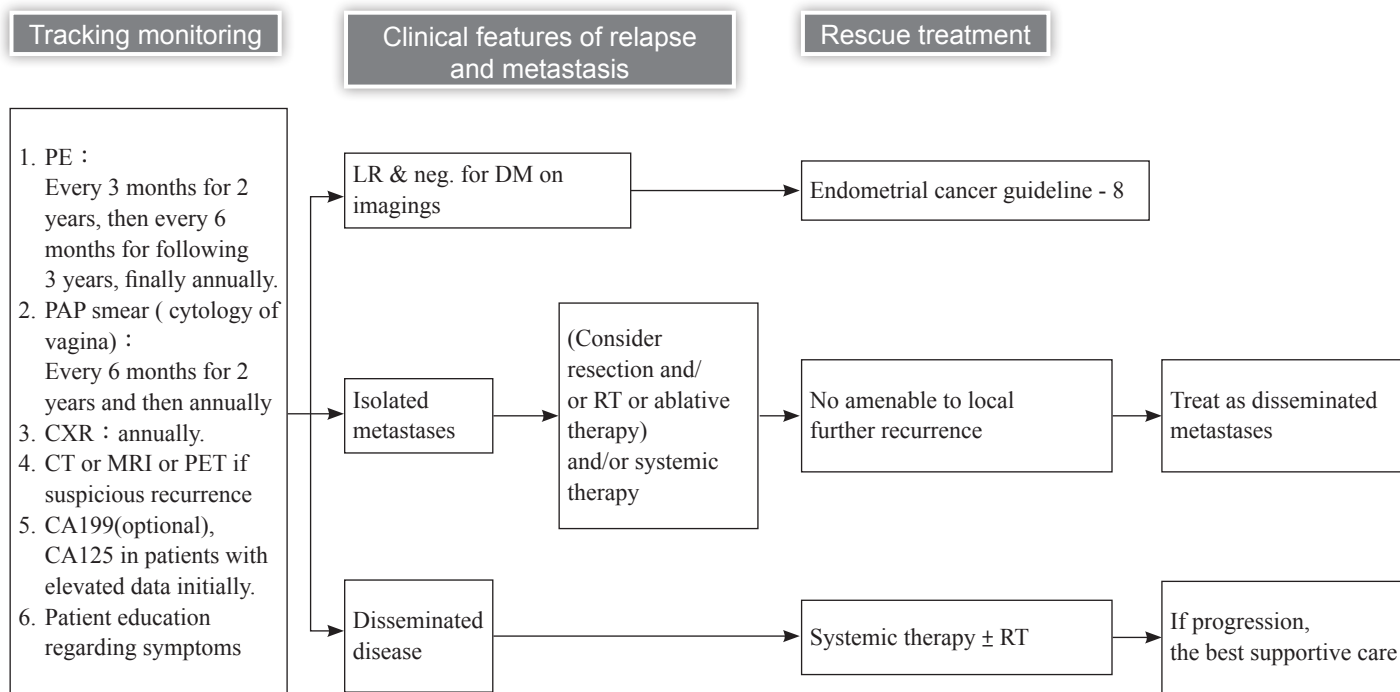 Tracking monitoring
Clinical features of relapse
and metastasis
Rescue treatment
1. PE：
Every 3 months for 2
years, then every 6
months for following
3 years, finally annually.
2. PAP smear ( cytology of
vagina)：
Every 6 months for 2
years and then annually
3. CXR：annually.
4. CT or MRI or PET if
suspicious recurrence
5. CA199(optional),
CA125 in patients with
elevated data initially.
6. Patient education
regarding symptoms
LR & neg. for DM on
imagings
Endometrial cancer guideline - 8
Isolated
metastases
(Consider
resection and/
or RT or ablative
therapy)
and/or systemic
therapy
No amenable to local
further recurrence
Treat as disseminated
metastases
Disseminated
disease
Systemic therapy ± RT
If progression,
the best supportive care